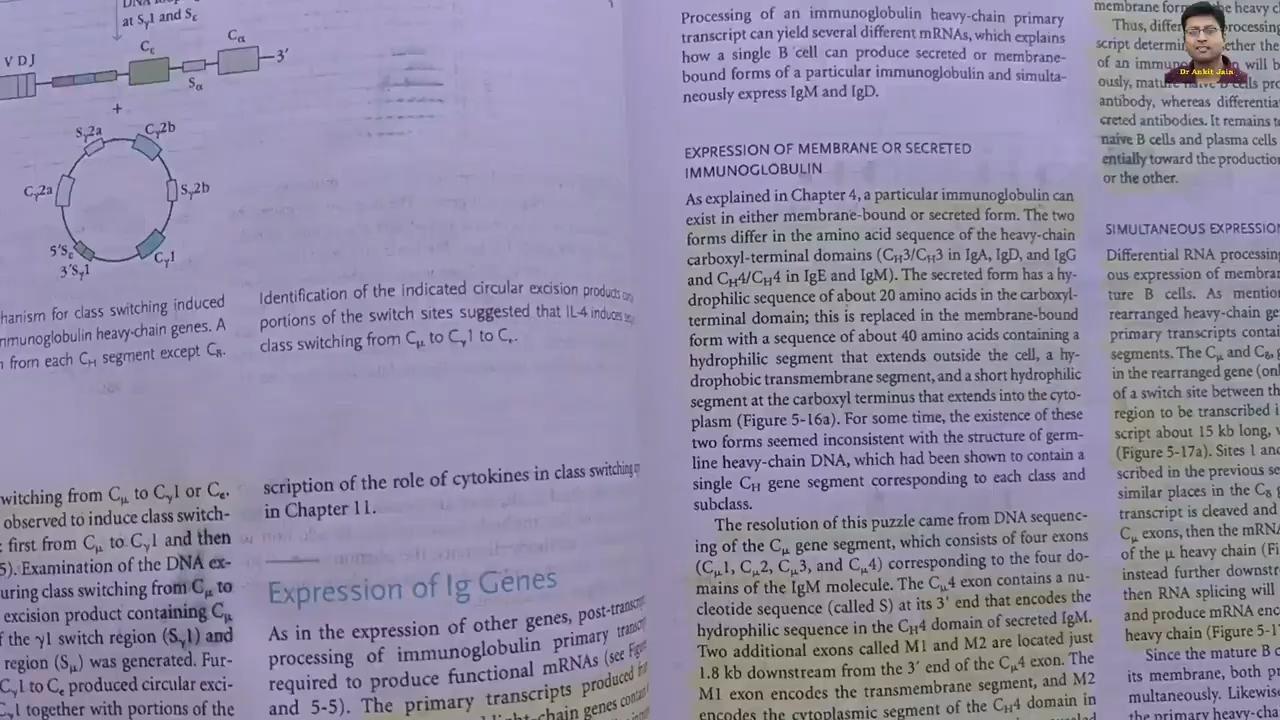 at Sγ1 and Sε
V D J
Cε
Cα
3′
Sα
+
Sγ2a
Cγ2b
Cγ2a
Sγ2b
5′Sε
3′Sγ1
Cγ1
for class switching induced
heavy-chain genes. A
from each CH segment except Cδ.
Identification of the indicated circular excision products
portions of the switch sites suggested that IL-4 induces
class switching from Cμ to Cγ1 to Cε.
witching from Cμ to Cγ1 or Cε.
observed to induce class switch-
first from Cμ to Cγ1 and then
5). Examination of the DNA ex-
uring class switching from Cμ to
excision product containing Cμ
the γ1 switch region (Sγ1) and
region (Sμ) was generated. Fur-
Cγ1 to Cε produced circular exci-
together with portions of the
scription of the role of cytokines in class switching
in Chapter 11.
Expression of Ig Genes
As in the expression of other genes,
processing of immunoglobulin primary
required to produce functional mRNAs (see
and 5-5). The primary transcripts produced
genes
Processing of an immunoglobulin heavy-chain primary
transcript can yield several different mRNAs, which explains
how a single B cell can produce secreted or membrane-
bound forms of a particular immunoglobulin and simulta-
neously express IgM and IgD.
EXPRESSION OF MEMBRANE OR SECRETED
IMMUNOGLOBULIN
As explained in Chapter 4, a particular immunoglobulin can
exist in either membrane-bound or secreted form. The two
forms differ in the amino acid sequence of the heavy-chain
carboxyl-terminal domains (CH3/CH3 in IgA, IgD, and IgG
and CH4/CH4 in IgE and IgM). The secreted form has a hy-
drophilic sequence of about 20 amino acids in the carboxyl-
terminal domain; this is replaced in the membrane-bound
form with a sequence of about 40 amino acids containing a
hydrophilic segment that extends outside the cell, a hy-
drophobic transmembrane segment, and a short hydrophilic
segment at the carboxyl terminus that extends into the cyto-
plasm (Figure 5-16a). For some time, the existence of these
two forms seemed inconsistent with the structure of germ-
line heavy-chain DNA, which had been shown to contain a
single CH gene segment corresponding to each class and
subclass.
The resolution of this puzzle came from DNA sequenc-
ing of the Cμ gene segment, which consists of four exons
(Cμ1, Cμ2, Cμ3, and Cμ4) corresponding to the four do-
mains of the IgM molecule. The Cμ4 exon contains a nu-
cleotide sequence (called S) at its 3′ end that encodes the
hydrophilic sequence in the CH4 domain of secreted IgM.
Two additional exons called M1 and M2 are located just
1.8 kb downstream from the 3′ end of the Cμ4 exon. The
M1 exon encodes the transmembrane segment, and M2
encodes the cytoplasmic segment of the CH4 domain in
Dr Ankit Jain
membrane the heavy c
Thus,
script
of an will b
ously,
antibody, whereas
creted antibodies. It remains
naive B cells and plasma cells
entially toward the production
or the other.
SIMULTANEOUS
Differential RNA
ous expression of
ture B cells. As
rearranged heavy-chain
primary transcripts
segments. The Cμ and Cδ
in the rearranged gene
of a switch site between
region to be transcribed
script about 15 kb long,
(Figure 5-17a). Sites 1 and
scribed in the previous
similar places in the Cδ
transcript is cleaved and
Cμ exons, then the
of the μ heavy chain
instead further
then RNA splicing will
and produce mRNA
heavy chain (Figure
Since the mature B
its membrane, both
multaneously.
the primary